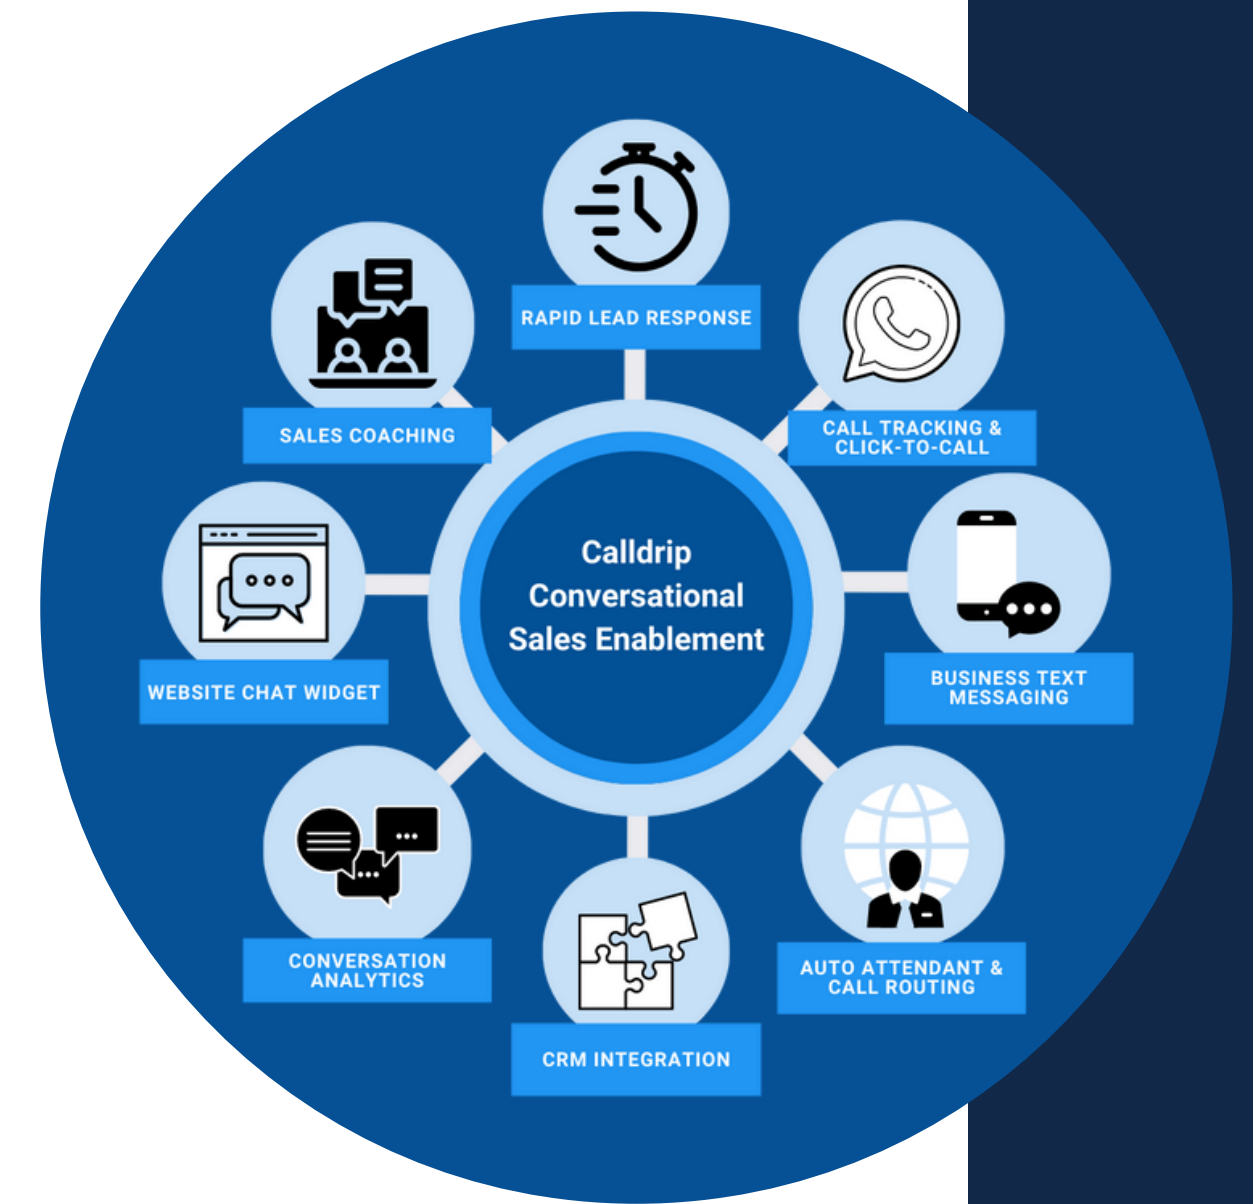 RAPID LEAD RESPONSE
CALL TRACKING &
CLICK-TO-CALL
SALES COACHING
Calldrip
Conversational
Sales Enablement
BUSINESS TEXT
MESSAGING
WEBSITE CHAT WIDGET
CONVERSATION
ANALYTICS
AUTO ATTENDANT &
CALL ROUTING
CRM INTEGRATION